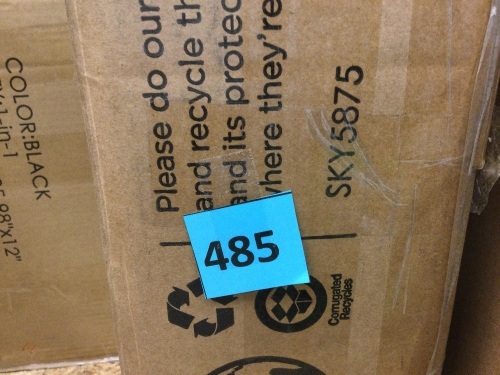 COLOR:BLACK
Please do our
and recycle th
and its protec
where they're
SKY5875
485
Corrugated
Recycles